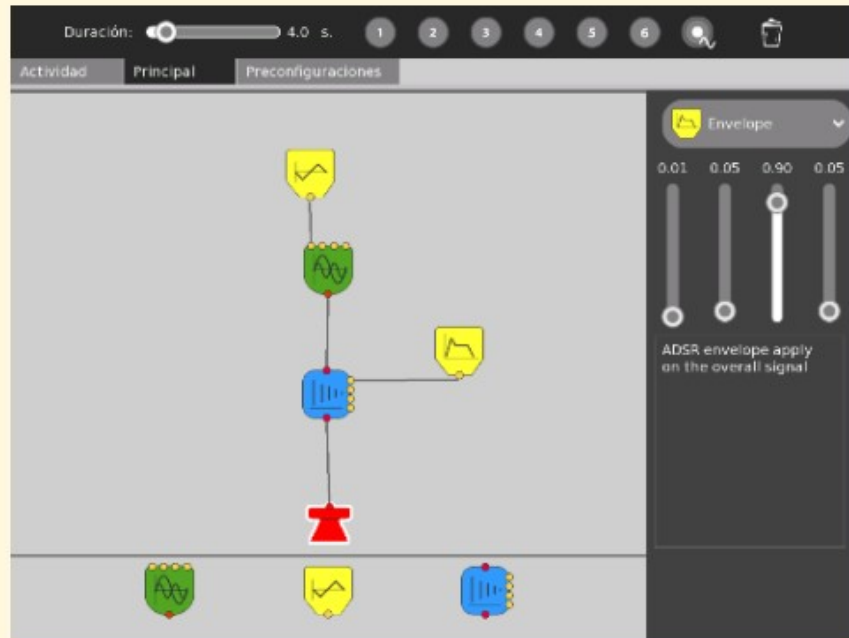 Duración: 4.0 s. 1 2 3 4 5 6
Actividad Principal Preconfiguraciones
Envelope
0.01 0.05 0.90 0.05
ADSR envelope apply
on the overall signal